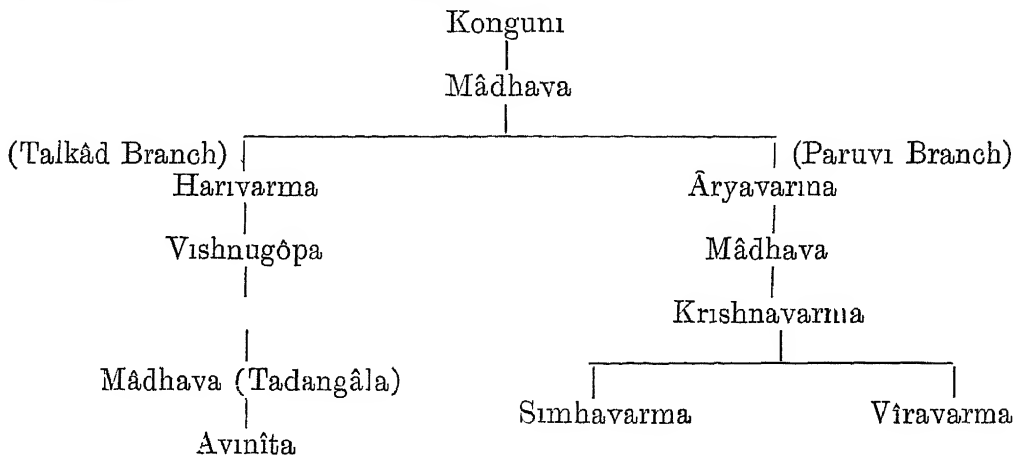 Konguni
Mâdhava
(Talkâd Branch) (Paruvi Branch)
Harivarma Âryavarma
Vishnugôpa Mâdhava
Krishnavarma
Mâdhava (Tadangâla)
Simhavarma Vîravarma
Avinîta